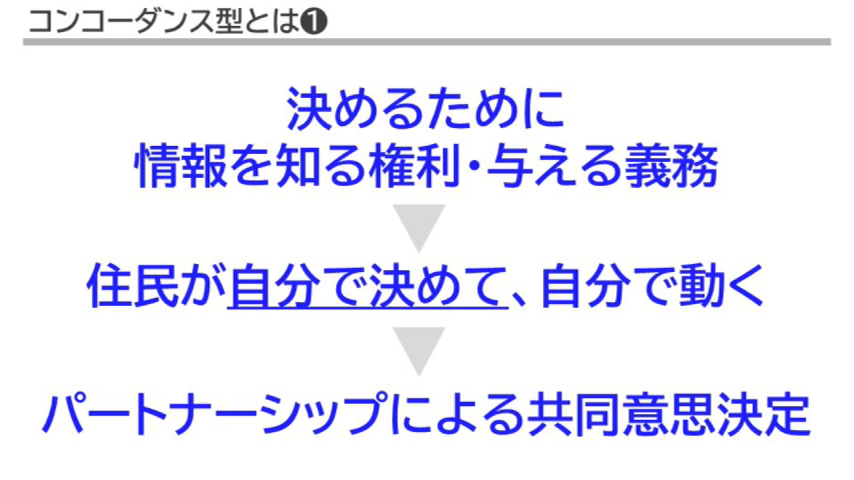 コンコーダンス型とは❶
決めるために
情報を知る権利・与える義務
住民が自分で決めて、自分で動く
パートナーシップによる共同意思決定